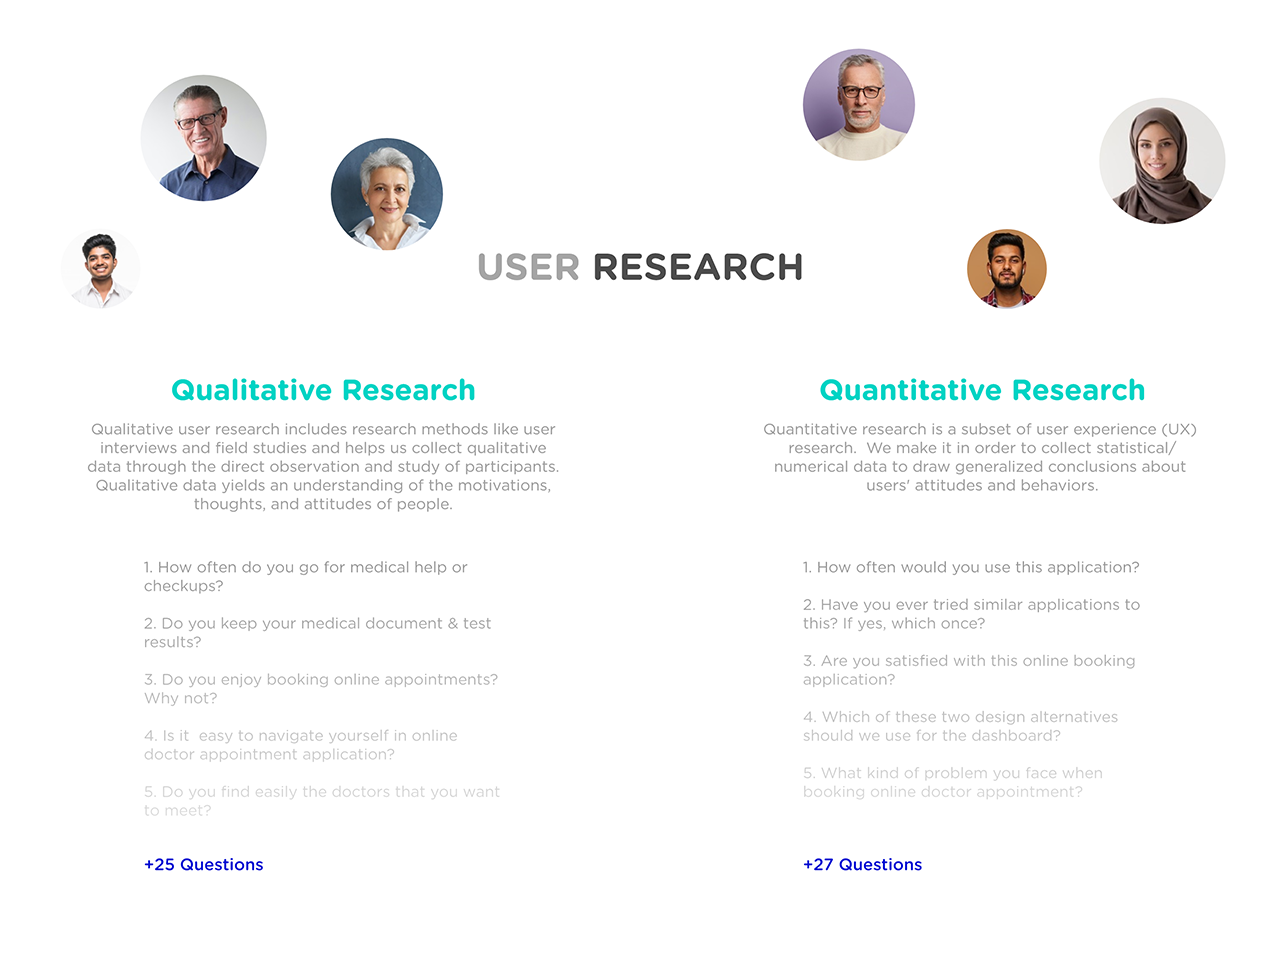 USER RESEARCH
Qualitative Research
Qualitative user research includes research methods like user
interviews and field studies and helps us collect qualitative
data through the direct observation and study of participants.
Qualitative data yields an understanding of the motivations,
thoughts, and attitudes of people.
1. How often do you go for medical help or
checkups?
2. Do you keep your medical document & test
results?
3. Do you enjoy booking online appointments?
Why not?
4. Is it  easy to navigate yourself in online
doctor appointment application?
5. Do you find easily the doctors that you want
to meet?
+25 Questions
Quantitative Research
Quantitative research is a subset of user experience (UX)
research.  We make it in order to collect statistical/
numerical data to draw generalized conclusions about
users' attitudes and behaviors.
1. How often would you use this application?
2. Have you ever tried similar applications to
this? If yes, which once?
3. Are you satisfied with this online booking
application?
4. Which of these two design alternatives
should we use for the dashboard?
5. What kind of problem you face when
booking online doctor appointment?
+27 Questions